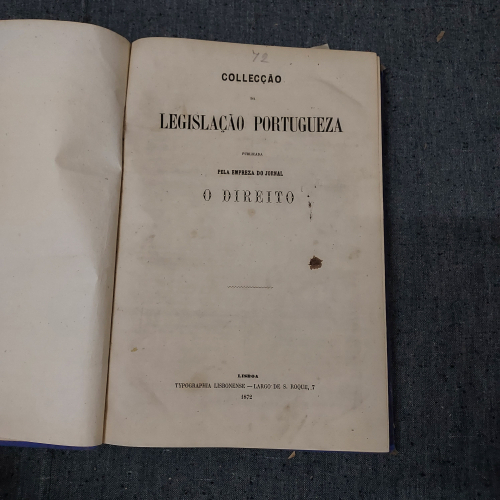 72
COLLECÇÃO
DA
LEGISLAÇÃO PORTUGUEZA
PUBLICADA
PELA EMPREZA DO JORNAL
O DIREITO
LISBOA
TYPOGRAPHIA LISBONENSE — LARGO DE S. ROQUE, 7
1872